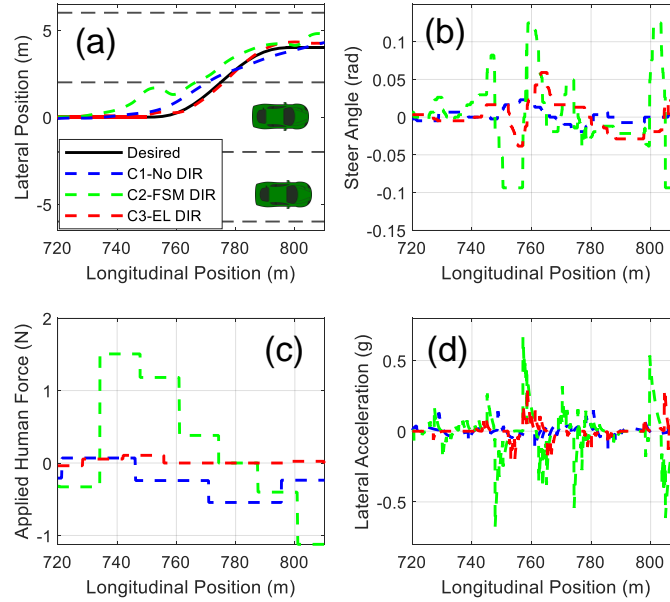 (a)
5
0
-5
Lateral Position (m)
Desired
C1-No DIR
C2-FSM DIR
C3-EL DIR
720 740 760 780 800
Longitudinal Position (m)
(b)
0.1
0.05
0
-0.05
-0.1
-0.15
Steer Angle (rad)
720 740 760 780 800
Longitudinal Position (m)
(c)
2
1
0
-1
Applied Human Force (N)
720 740 760 780 800
Longitudinal Position (m)
(d)
0.5
0
-0.5
Lateral Acceleration (g)
720 740 760 780 800
Longitudinal Position (m)